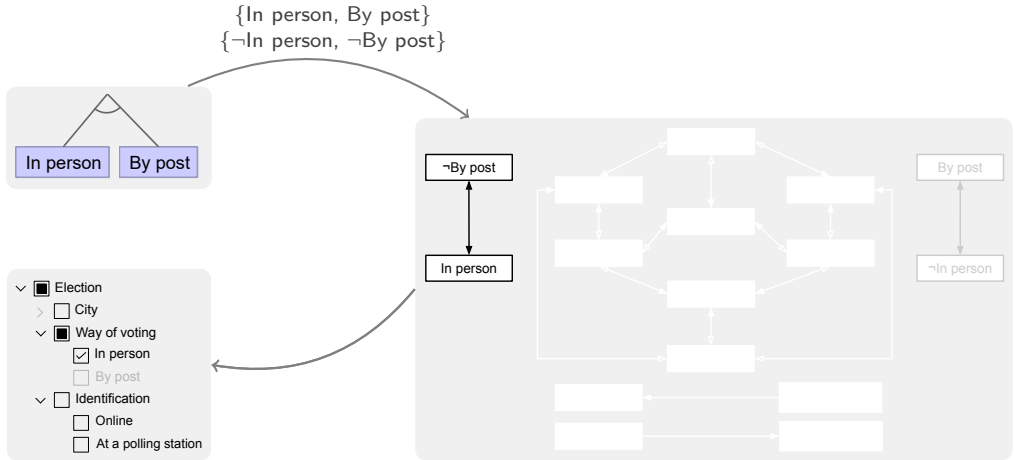 {In person, By post}
{¬In person, ¬By post}
In person
By post
¬By post
In person
By post
¬In person
Election
City
Way of voting
In person
By post
Identification
Online
At a polling station